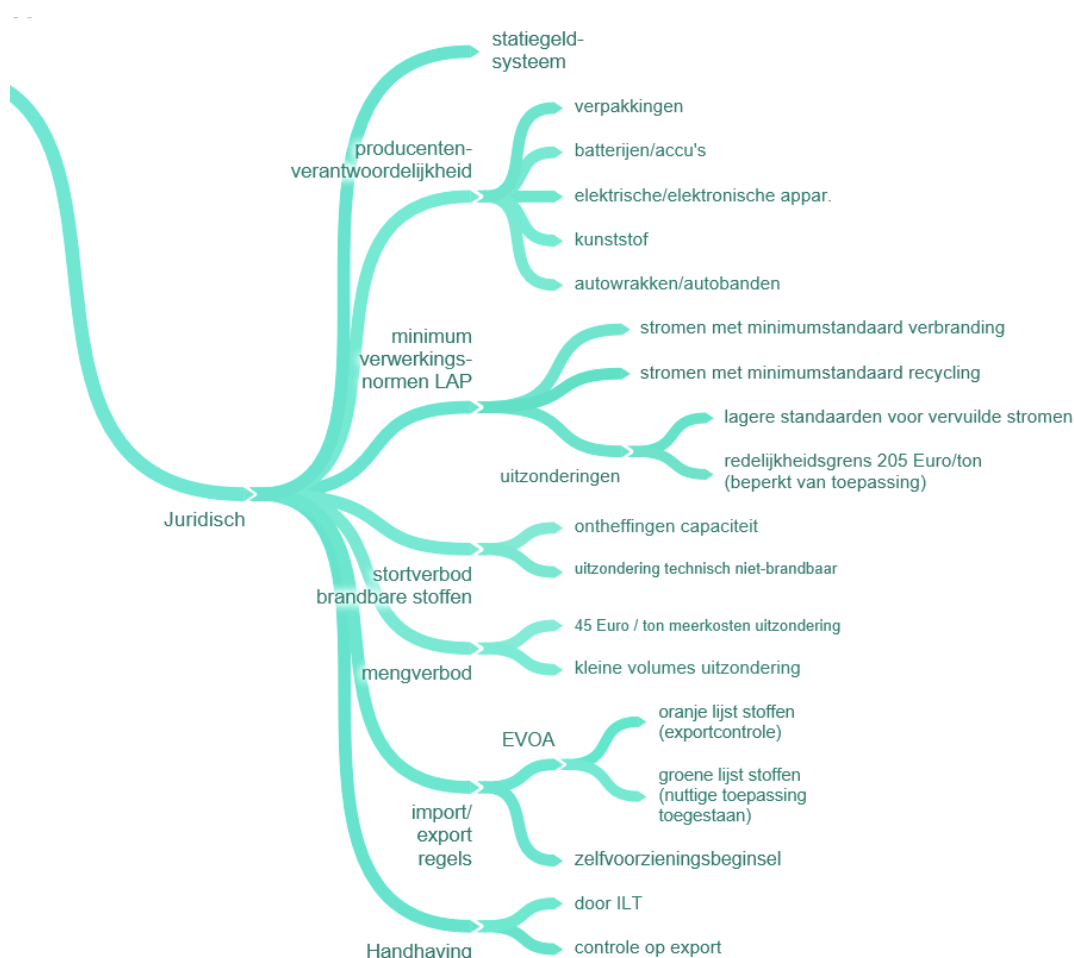 statiegeld-
systeem
producenten-
verantwoordelijkheid
verpakkingen
batterijen/accu's
elektrische/elektronische appar.
kunststof
autowrakken/autobanden
minimum
verwerkings-
normen LAP
stromen met minimumstandaard verbranding
stromen met minimumstandaard recycling
uitzonderingen
lagere standaarden voor vervuilde stromen
redelijkheidsgrens 205 Euro/ton
(beperkt van toepassing)
Juridisch
stortverbod
brandbare stoffen
ontheffingen capaciteit
uitzondering technisch niet-brandbaar
mengverbod
45 Euro / ton meerkosten uitzondering
kleine volumes uitzondering
import/
export
regels
EVOA
oranje lijst stoffen
(exportcontrole)
groene lijst stoffen
(nuttige toepassing
toegestaan)
zelfvoorzieningsbeginsel
Handhaving
door ILT
controle op export